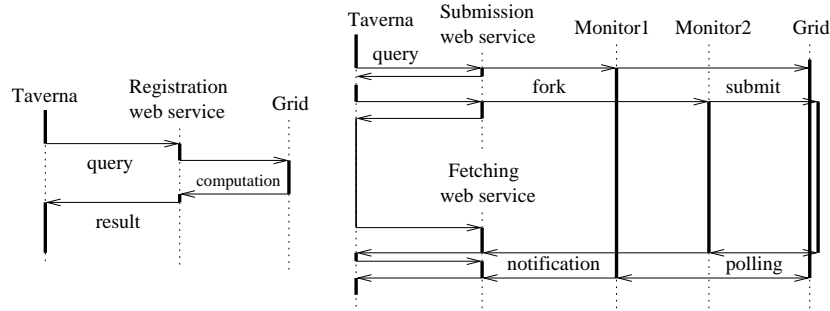 Taverna
Registration
web service
Grid
query
computation
result
Taverna
Submission
web service
Monitor1
Monitor2
Grid
query
fork
submit
Fetching
web service
notification
polling